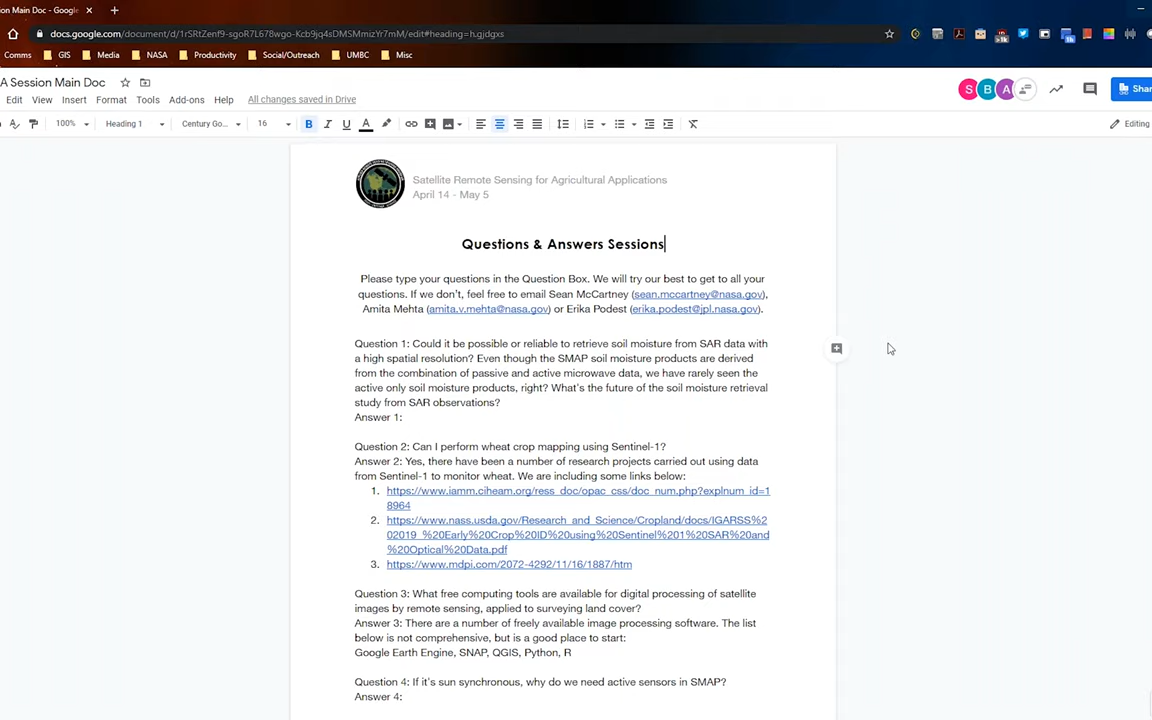 on Main Doc - Google
docs.google.com/document/d/1rSRtZenf9-sgoR7L678wgo-Kcb9jq4sDMSMmizYr7mM/edit#heading=h.gjdgxs
Comms GIS Media NASA Productivity Social/Outreach UMBC Misc
A Session Main Doc
Edit View Insert Format Tools Add-ons Help All changes saved in Drive
S B A Shar
100% Heading 1 Century Go... 16 B I U A Editing
Satellite Remote Sensing for Agricultural Applications
April 14 - May 5
Questions & Answers Sessions
Please type your questions in the Question Box. We will try our best to get to all your
questions. If we don't, feel free to email Sean McCartney (sean.mccartney@nasa.gov),
Amita Mehta (amita.v.mehta@nasa.gov) or Erika Podest (erika.podest@jpl.nasa.gov).
Question 1: Could it be possible or reliable to retrieve soil moisture from SAR data with
a high spatial resolution? Even though the SMAP soil moisture products are derived
from the combination of passive and active microwave data, we have rarely seen the
active only soil moisture products, right? What's the future of the soil moisture retrieval
study from SAR observations?
Answer 1:
Question 2: Can I perform wheat crop mapping using Sentinel-1?
Answer 2: Yes, there have been a number of research projects carried out using data
from Sentinel-1 to monitor wheat. We are including some links below:
1. https://www.iamm.ciheam.org/ress_doc/opac_css/doc_num.php?explnum_id=1
8964
2. https://www.nass.usda.gov/Research_and_Science/Cropland/docs/IGARSS%2
02019_%20Early%20Crop%20ID%20using%20Sentinel%201%20SAR%20and
%20Optical%20Data.pdf
3. https://www.mdpi.com/2072-4292/11/16/1887/htm
Question 3: What free computing tools are available for digital processing of satellite
images by remote sensing, applied to surveying land cover?
Answer 3: There are a number of freely available image processing software. The list
below is not comprehensive, but is a good place to start:
Google Earth Engine, SNAP, QGIS, Python, R
Question 4: If it's sun synchronous, why do we need active sensors in SMAP?
Answer 4: